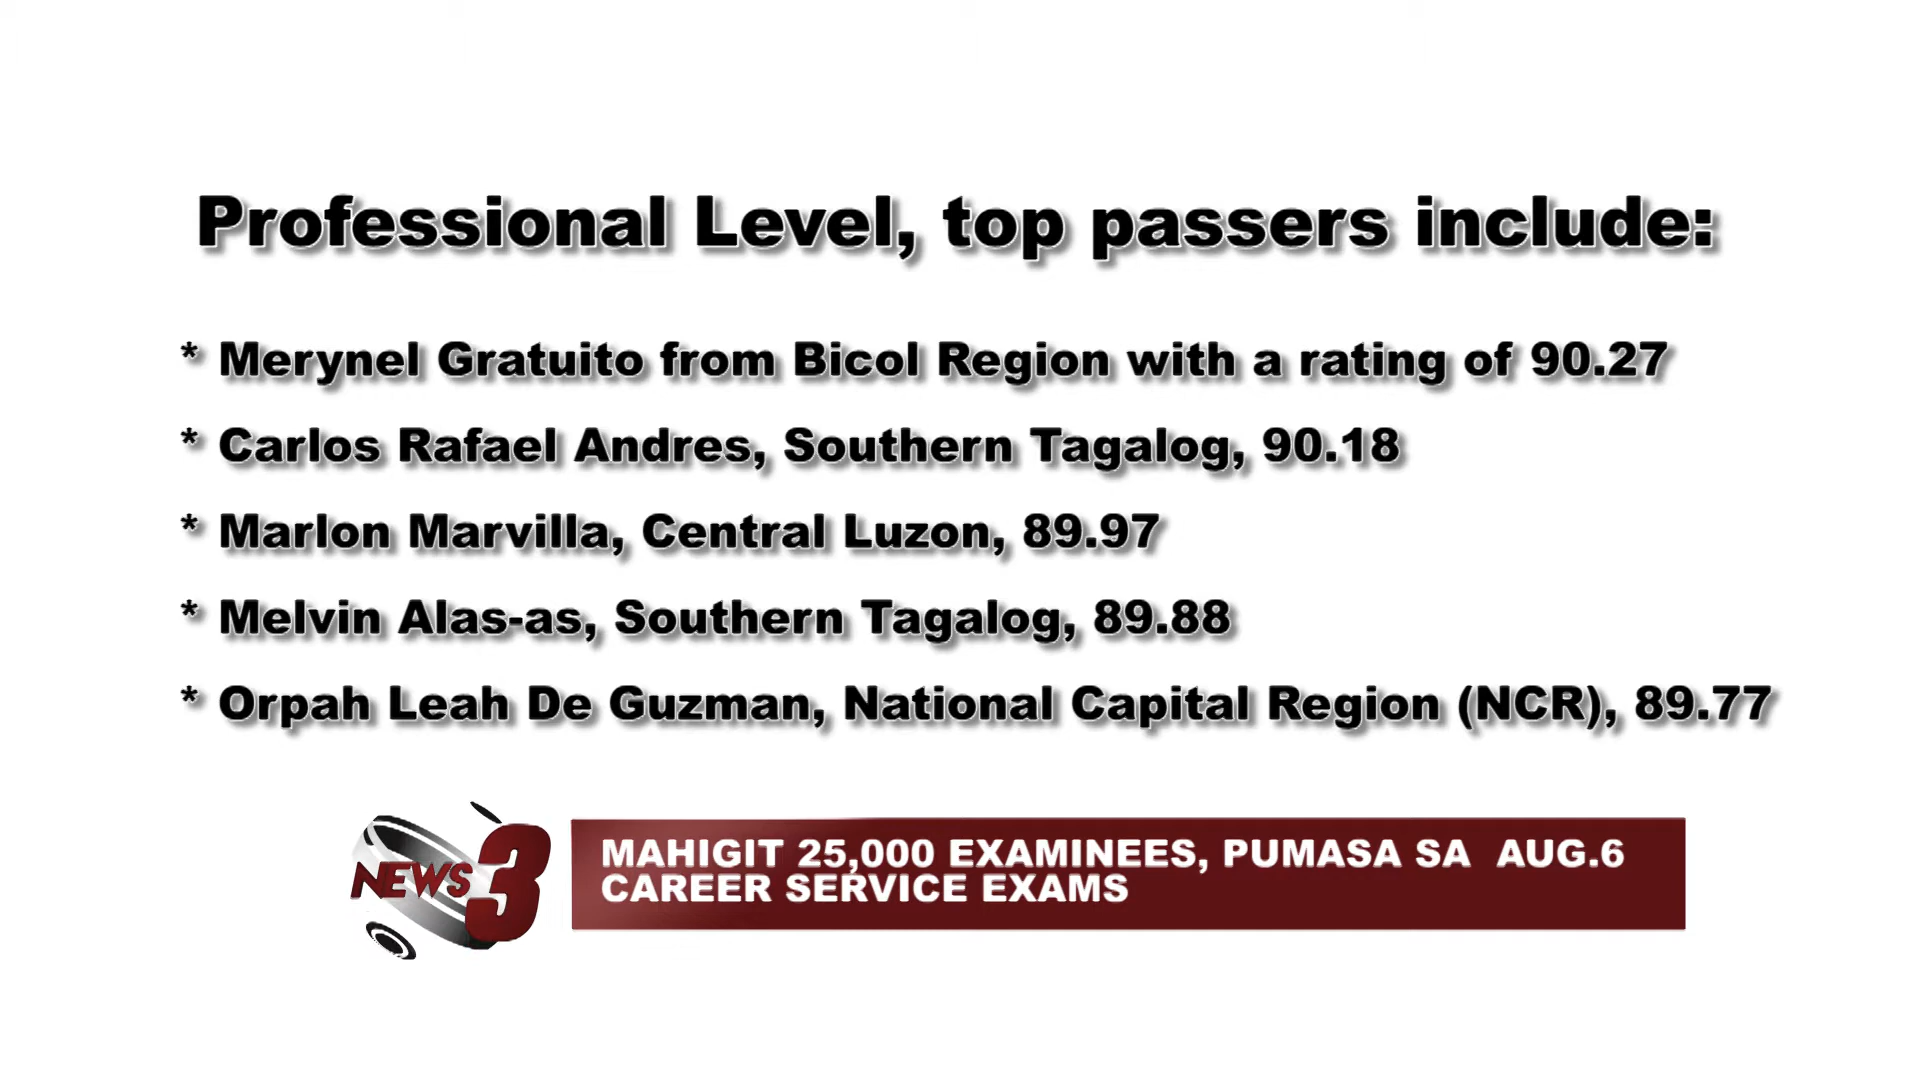 Professional Level, top passers include:
* Merynel Gratuito from Bicol Region with a rating of 90.27
* Carlos Rafael Andres, Southern Tagalog, 90.18
* Marlon Marvilla, Central Luzon, 89.97
* Melvin Alas-as, Southern Tagalog, 89.88
* Orpah Leah De Guzman, National Capital Region (NCR), 89.77
NEWS 3
MAHIGIT 25,000 EXAMINEES, PUMASA SA AUG.6
CAREER SERVICE EXAMS